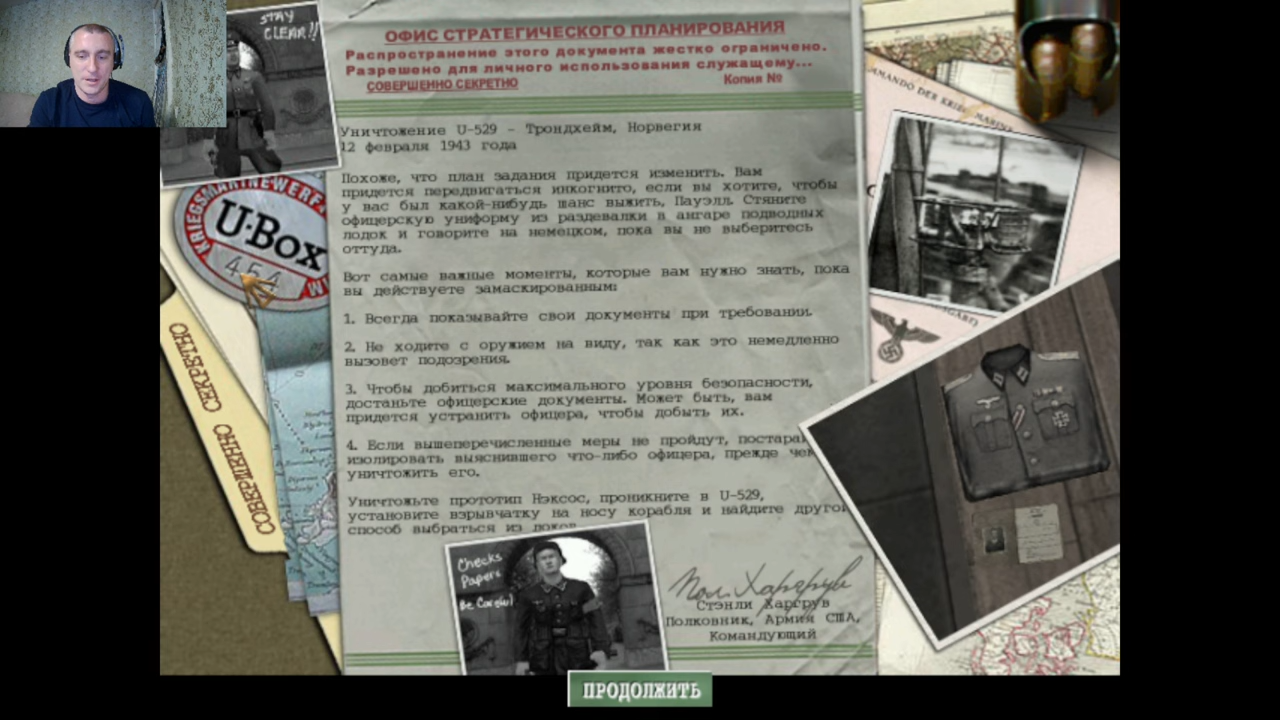 STAY
CLEAR!!
ОФИС СТРАТЕГИЧЕСКОГО ПЛАНИРОВАНИЯ
Распространение этого документа жестко ограничено.
Разрешено для личного использования служащему...
СОВЕРШЕННО СЕКРЕТНО Копия №
Уничтожение U-529 - Трондхейм, Норвегия
12 февраля 1943 года
Похоже, что план задания придется изменить. Вам
придется передвигаться инкогнито, если вы хотите, чтобы
у вас был какой-нибудь шанс выжить, Пауэлл. Стяните
офицерскую униформу из раздевалки в ангаре подводных
лодок и говорите на немецком, пока вы не выберитесь
оттуда.
Вот самые важные моменты, которые вам нужно знать, пока
вы действуете замаскированным:
1. Всегда показывайте свои документы при требовании.
2. Не ходите с оружием на виду, так как это немедленно
вызовет подозрения.
3. Чтобы добиться максимального уровня безопасности,
достаньте офицерские документы. Может быть, вам
придется устранить офицера, чтобы добыть их.
4. Если вышеперечисленные меры не пройдут,
изолировать выяснившего что-либо офицера, прежде чем
уничтожить его.
Уничтожьте прототип Нэксос, проникните в U-529,
установите взрывчатку на носу корабля и найдите другой
способ выбраться из доков.
Checks
Papers
Be Careful
Пол Харгрув
Стэнли Харгрув
Полковник, Армия США,
Командующий
KRIEGSMARINEWERFT
U-Box
454
СОВЕРШЕННО СЕКРЕТНО
ПРОДОЛЖИТЬ